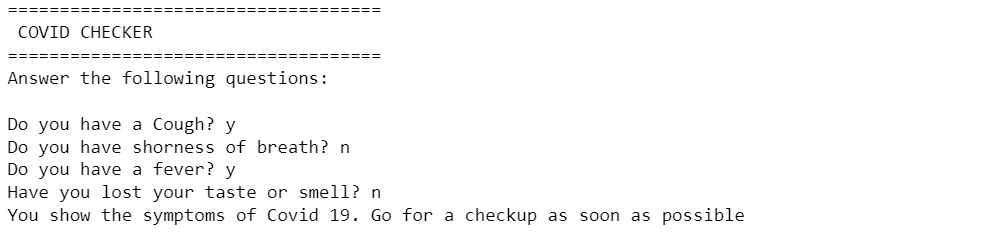 ====================================
COVID CHECKER
====================================
Answer the following questions:
Do you have a Cough? y
Do you have shorness of breath? n
Do you have a fever? y
Have you lost your taste or smell? n
You show the symptoms of Covid 19. Go for a checkup as soon as possible